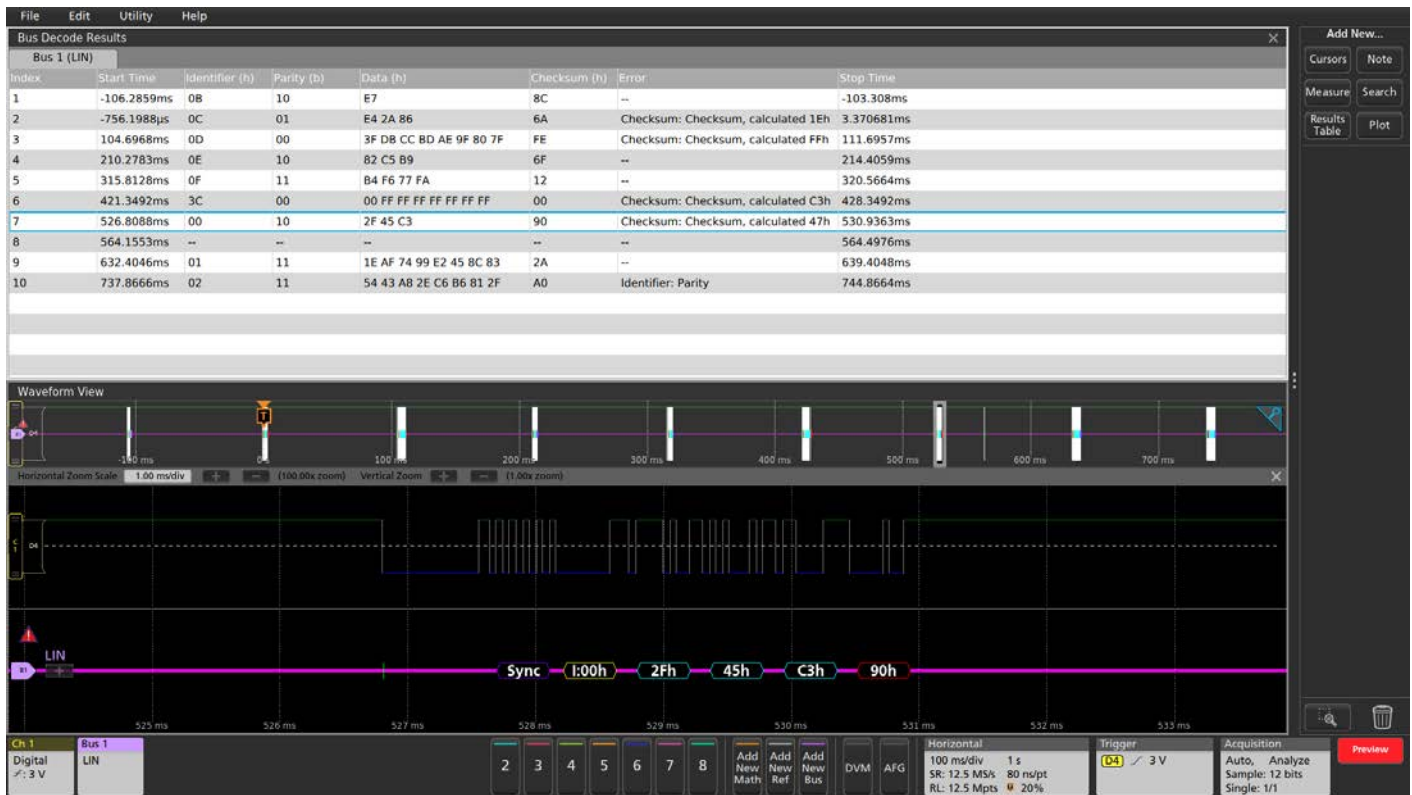 File Edit Utility Help
Add New...
Cursors Note
Measure Search
Results Table Plot
Bus Decode Results
Bus 1 (LIN)
Index Start Time Identifier (h) Parity (b) Data (h) Checksum (h) Error Stop Time
1 -106.2859ms 0B 10 E7 8C -- -103.308ms
2 -756.1988µs 0C 01 E4 2A 86 6A Checksum: Checksum, calculated 1Eh 3.370681ms
3 104.6968ms 0D 00 3F DB CC BD AE 9F 80 7F FE Checksum: Checksum, calculated FFh 111.6957ms
4 210.2783ms 0E 10 82 C5 B9 6F -- 214.4059ms
5 315.8128ms 0F 11 B4 F6 77 FA 12 -- 320.5664ms
6 421.3492ms 3C 00 00 FF FF FF FF FF FF FF 00 Checksum: Checksum, calculated C3h 428.3492ms
7 526.8088ms 00 10 2F 45 C3 90 Checksum: Checksum, calculated 47h 530.9363ms
8 564.1553ms -- -- -- -- -- 564.4976ms
9 632.4046ms 01 11 1E AF 74 99 E2 45 8C 83 2A -- 639.4048ms
10 737.8666ms 02 11 54 43 A8 2E C6 B6 81 2F A0 Identifier: Parity 744.8664ms
Waveform View
T
D4
-100 ms 0 s 100 ms 200 ms 300 ms 400 ms 500 ms 600 ms 700 ms
Horizontal Zoom Scale 1.00 ms/div + - (100.00x zoom) Vertical Zoom + - (1.00x zoom)
C1 D4
LIN
B1 + Sync I:00h 2Fh 45h C3h 90h
525 ms 526 ms 527 ms 528 ms 529 ms 530 ms 531 ms 532 ms 533 ms
Ch 1
Digital
: 3 V
Bus 1
LIN
2 3 4 5 6 7 8
Add New Math
Add New Ref
Add New Bus
DVM AFG
Horizontal
100 ms/div 1 s
SR: 12.5 MS/s 80 ns/pt
RL: 12.5 Mpts 20%
Trigger
D4 3 V
Acquisition
Auto, Analyze
Sample: 12 bits
Single: 1/1
Preview